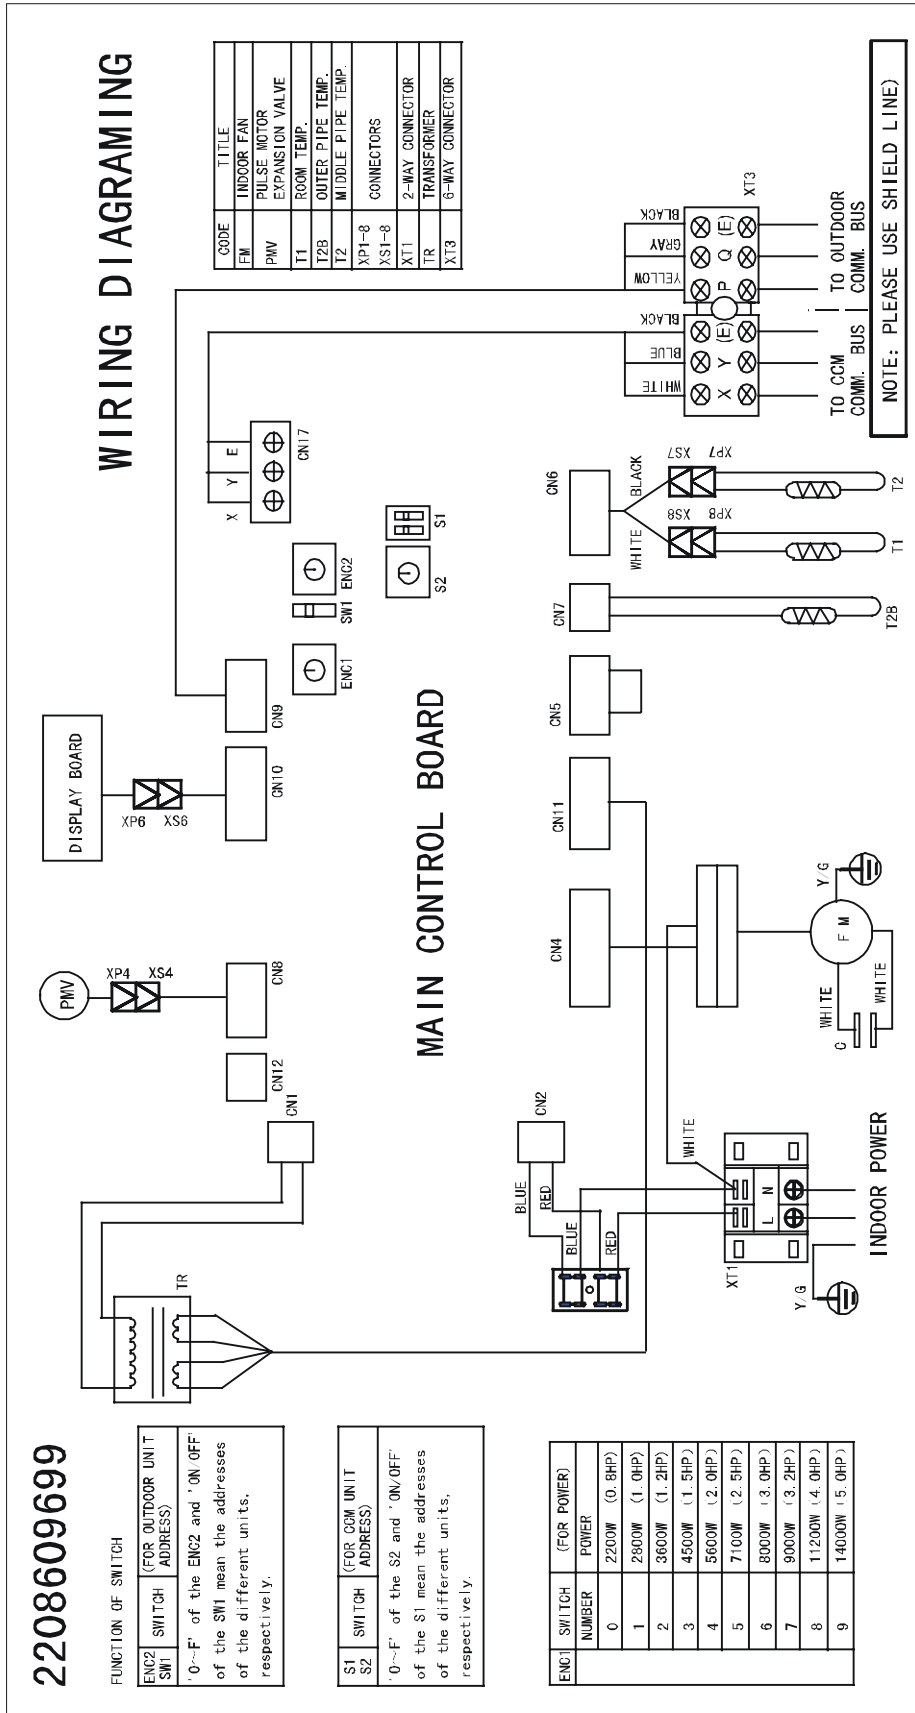 WIRING DIAGRAMING
2208609699
CODE TITLE
FM INDOOR FAN
PMV PULSE MOTOR
EXPANSION VALVE
T1 ROOM TEMP.
T2B OUTER PIPE TEMP.
T2 MIDDLE PIPE TEMP.
XP1-8
XS1-8
CONNECTORS
XT1 2-WAY CONNECTOR
TR TRANSFORMER
XT3 6-WAY CONNECTOR
FUNCTION OF SWITCH
ENC2
SW1
SWITCH
(FOR OUTDOOR UNIT
ADDRESS)
'0~F' of the ENC2 and 'ON/OFF'
of the SW1 mean the addresses
of the different units,
respectively.
S1
S2
SWITCH
(FOR CCM UNIT
ADDRESS)
'0~F' of the S2 and 'ON/OFF'
of the S1 mean the addresses
of the different units,
respectively.
ENC1 SWITCH (FOR POWER)
NUMBER POWER
0 2200W (0.8HP)
1 2800W (1.0HP)
2 3600W (1.2HP)
3 4500W (1.5HP)
4 5600W (2.0HP)
5 7100W (2.5HP)
6 8000W (3.0HP)
7 9000W (3.2HP)
8 11200W (4.0HP)
9 14000W (5.0HP)
TR
PMV
XP4 XS4
DISPLAY BOARD
XP6 XS6
CN1
CN12
CN8
CN10
CN9
ENC1
SW1
ENC2
S2
S1
X Y E
CN17
MAIN CONTROL BOARD
CN2
CN4
CN11
CN5
CN7
CN6
BLUE
RED
BLUE
RED
WHITE
XT1
L N
Y/G
INDOOR POWER
C
WHITE
WHITE
F M
Y/G
WHITE
BLACK
XS8 XP8
XS7 XP7
T2B
T1
T2
WHITE
BLUE
BLACK
YELLOW
GRAY
BLACK
X Y (E) P Q (E)
XT3
TO CCM
COMM. BUS
TO OUTDOOR
COMM. BUS
NOTE: PLEASE USE SHIELD LINE)